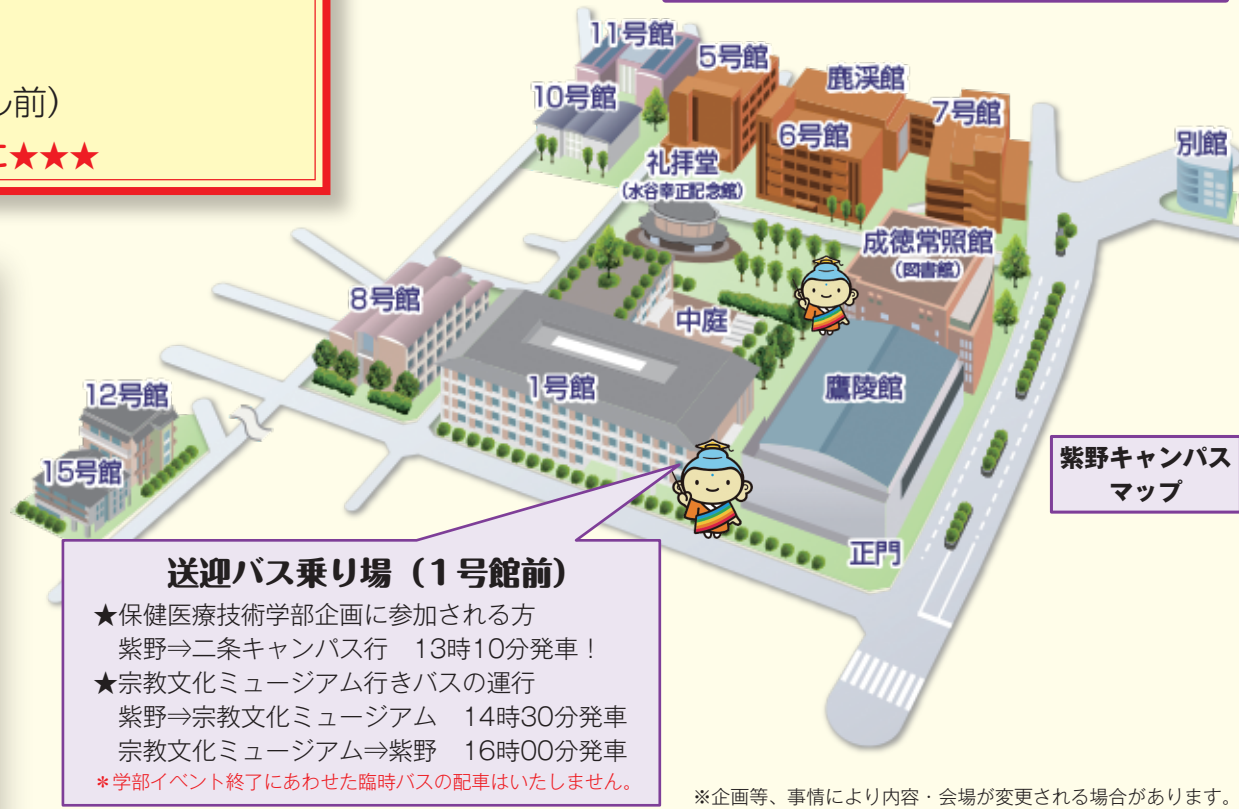 ル前)
に★★★
11号館
5号館
鹿渓館
10号館
7号館
6号館
別館
礼拝堂
(水谷幸正記念館)
成徳常照館
(図書館)
8号館
中庭
1号館
鷹陵館
12号館
15号館
紫野キャンパス
マップ
正門
送迎バス乗り場(1号館前)
★保健医療技術学部企画に参加される方
紫野⇒二条キャンパス行 13時10分発車!
★宗教文化ミュージアム行きバスの運行
紫野⇒宗教文化ミュージアム 14時30分発車
宗教文化ミュージアム⇒紫野 16時00分発車
*学部イベント終了にあわせた臨時バスの配車はいたしません。
※企画等、事情により内容・会場が変更される場合があります。